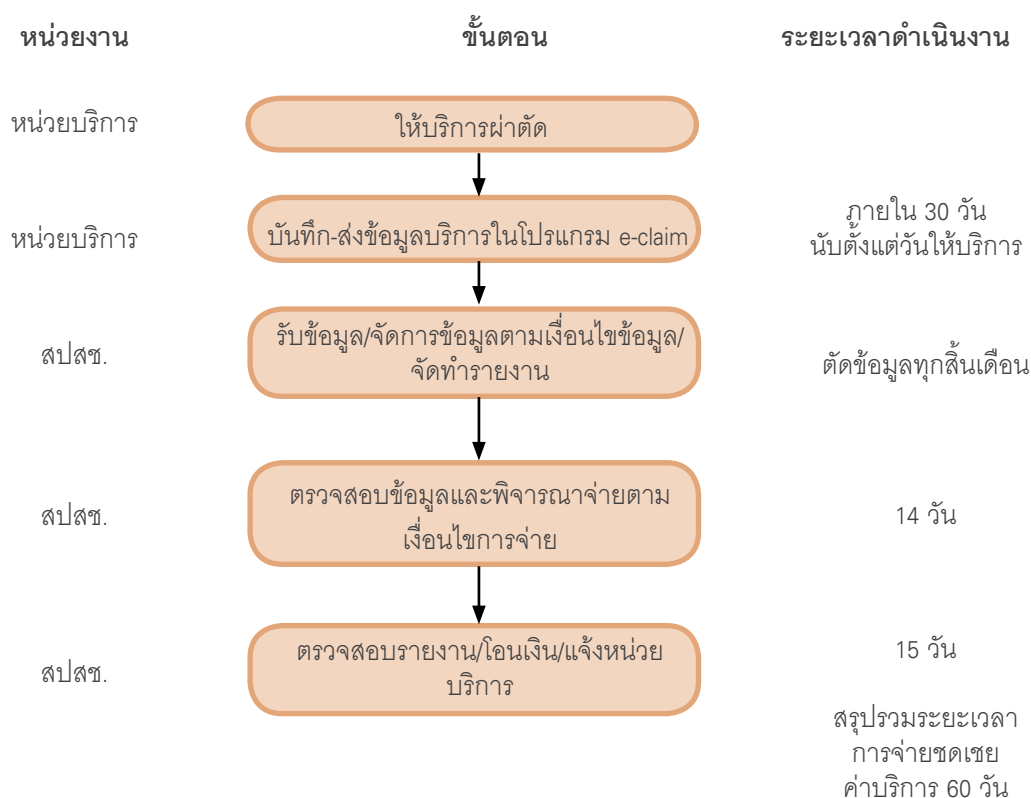 หน่วยงาน ขั้นตอน ระยะเวลาดำเนินงาน
หน่วยบริการ ให้บริการผ่าตัด
หน่วยบริการ บันทึก-ส่งข้อมูลบริการในโปรแกรม e-claim
ภายใน 30 วัน
นับตั้งแต่วันให้บริการ
สปสช.
รับข้อมูล/จัดการข้อมูลตามเงื่อนไขข้อมูล/
จัดทำรายงาน
ตัดข้อมูลทุกสิ้นเดือน
สปสช.
ตรวจสอบข้อมูลและพิจารณาจ่ายตาม
เงื่อนไขการจ่าย
14 วัน
สปสช.
ตรวจสอบรายงาน/โอนเงิน/แจ้งหน่วย
บริการ
15 วัน
สรุปรวมระยะเวลา
การจ่ายชดเชย
ค่าบริการ 60 วัน